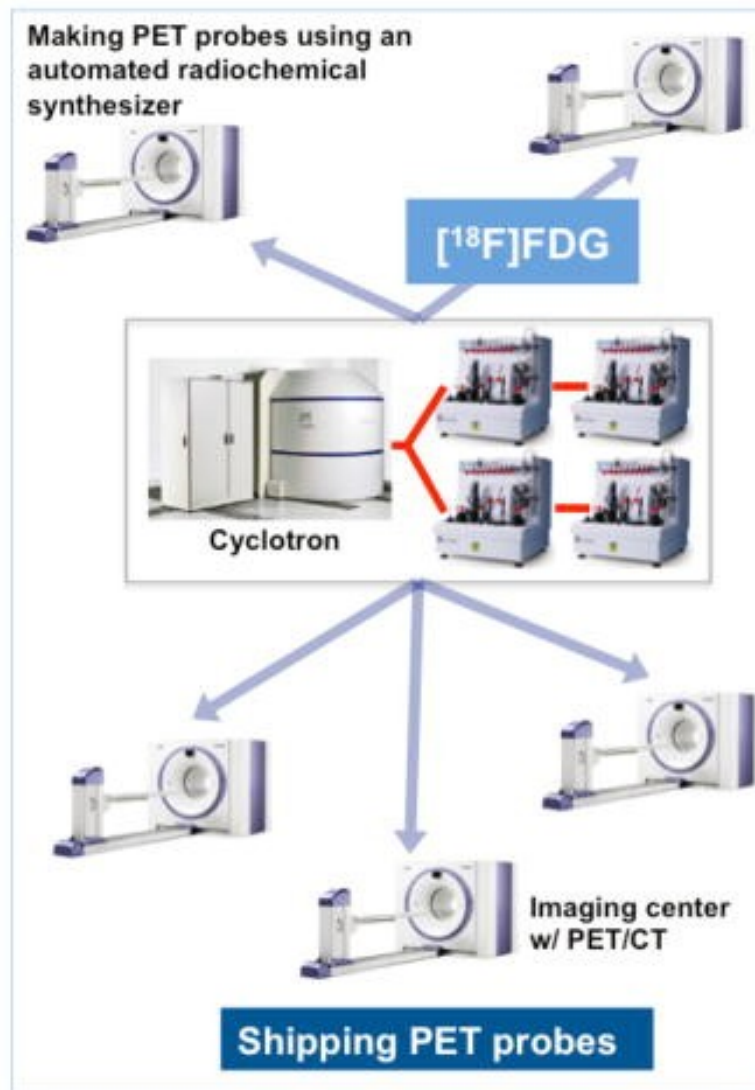 Making PET probes using an
automated radiochemical
synthesizer
[¹⁸F]FDG
Cyclotron
Imaging center
w/ PET/CT
Shipping PET probes